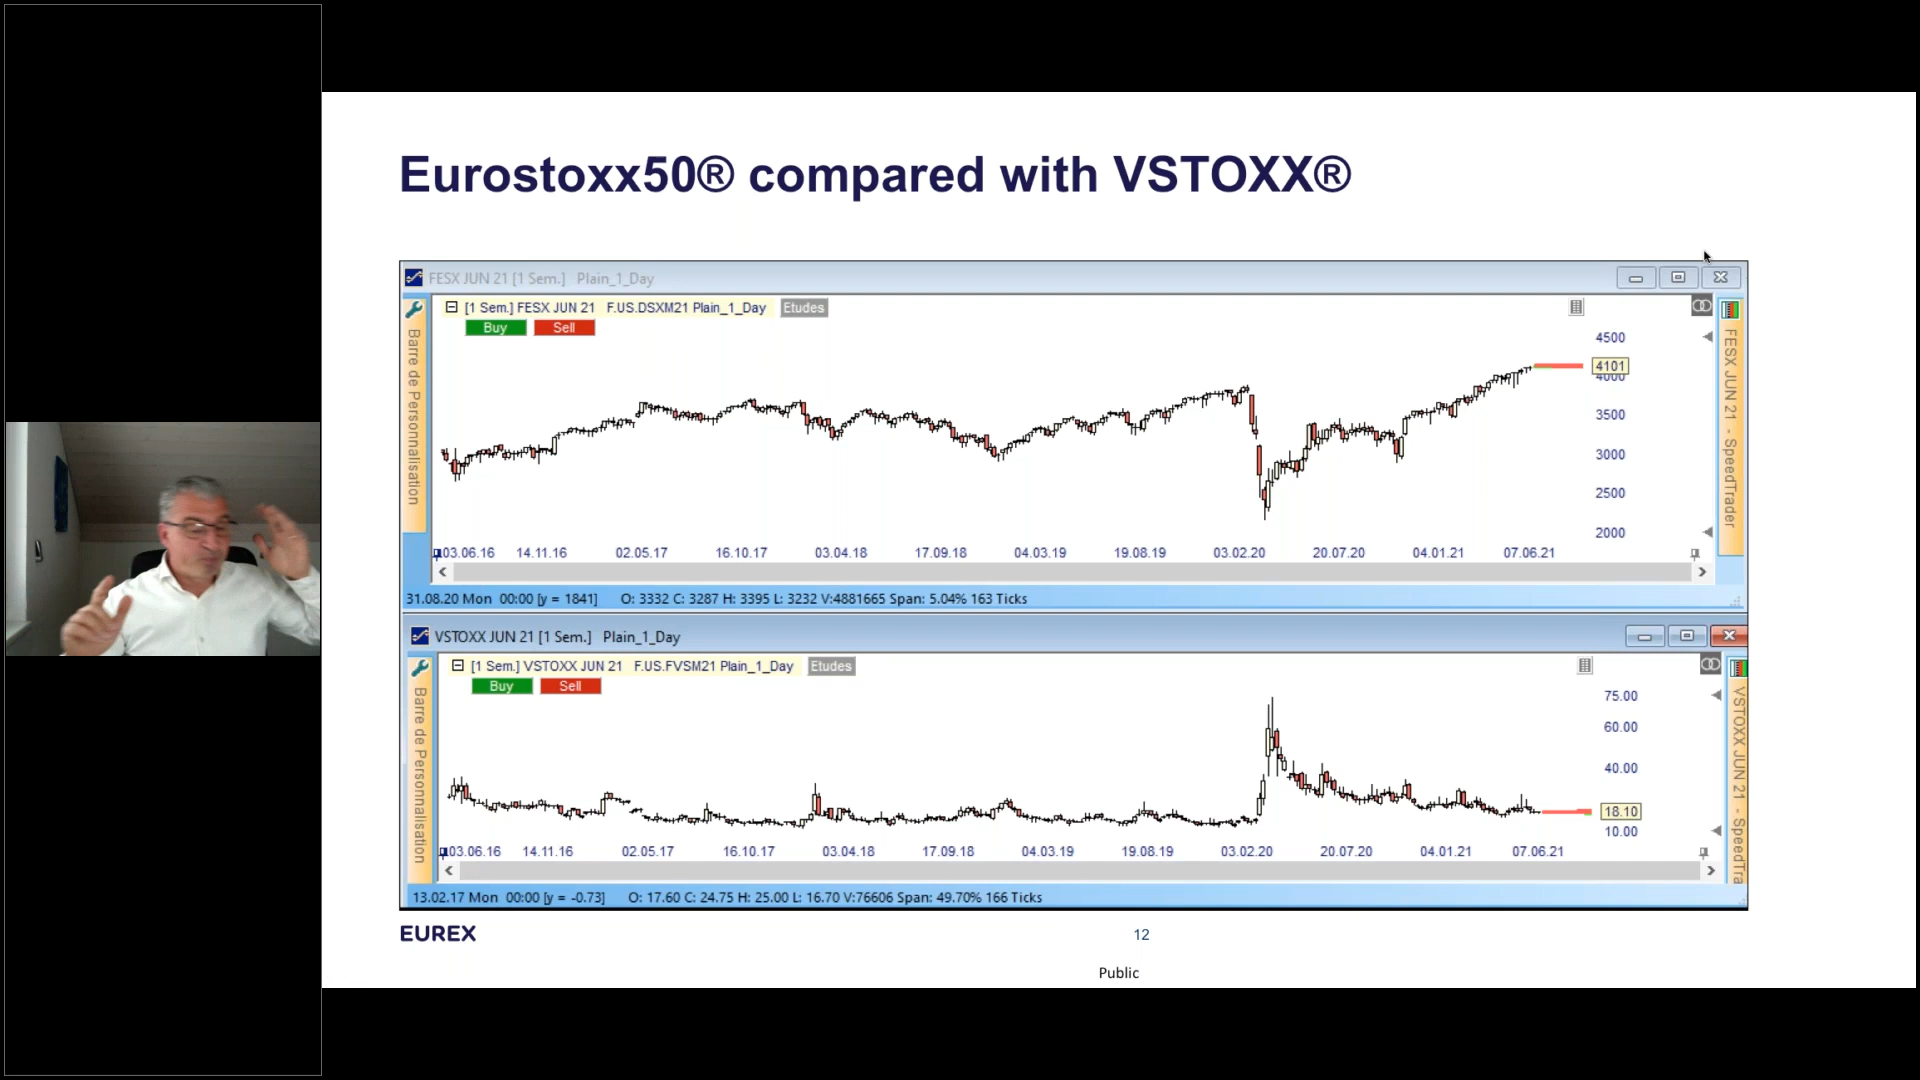 Eurostoxx50® compared with VSTOXX®
FESX JUN 21 [1 Sem.] Plain_1_Day
[1 Sem.] FESX JUN 21 F.US.DSXM21 Plain_1_Day Etudes
Buy Sell
Barre de Personnalisation
FESX JUN 21 - SpeedTrader
4500
4101
4000
3500
3000
2500
2000
03.06.16 14.11.16 02.05.17 16.10.17 03.04.18 17.09.18 04.03.19 19.08.19 03.02.20 20.07.20 04.01.21 07.06.21
31.08.20 Mon 00:00 [y = 1841] O: 3332 C: 3287 H: 3395 L: 3232 V:4881665 Span: 5.04% 163 Ticks
VSTOXX JUN 21 [1 Sem.] Plain_1_Day
[1 Sem.] VSTOXX JUN 21 F.US.FVSM21 Plain_1_Day Etudes
Buy Sell
Barre de Personnalisation
VSTOXX JUN 21 - SpeedTra
75.00
60.00
40.00
18.10
10.00
03.06.16 14.11.16 02.05.17 16.10.17 03.04.18 17.09.18 04.03.19 19.08.19 03.02.20 20.07.20 04.01.21 07.06.21
13.02.17 Mon 00:00 [y = -0.73] O: 17.60 C: 24.75 H: 25.00 L: 16.70 V:76606 Span: 49.70% 166 Ticks
EUREX
12
Public